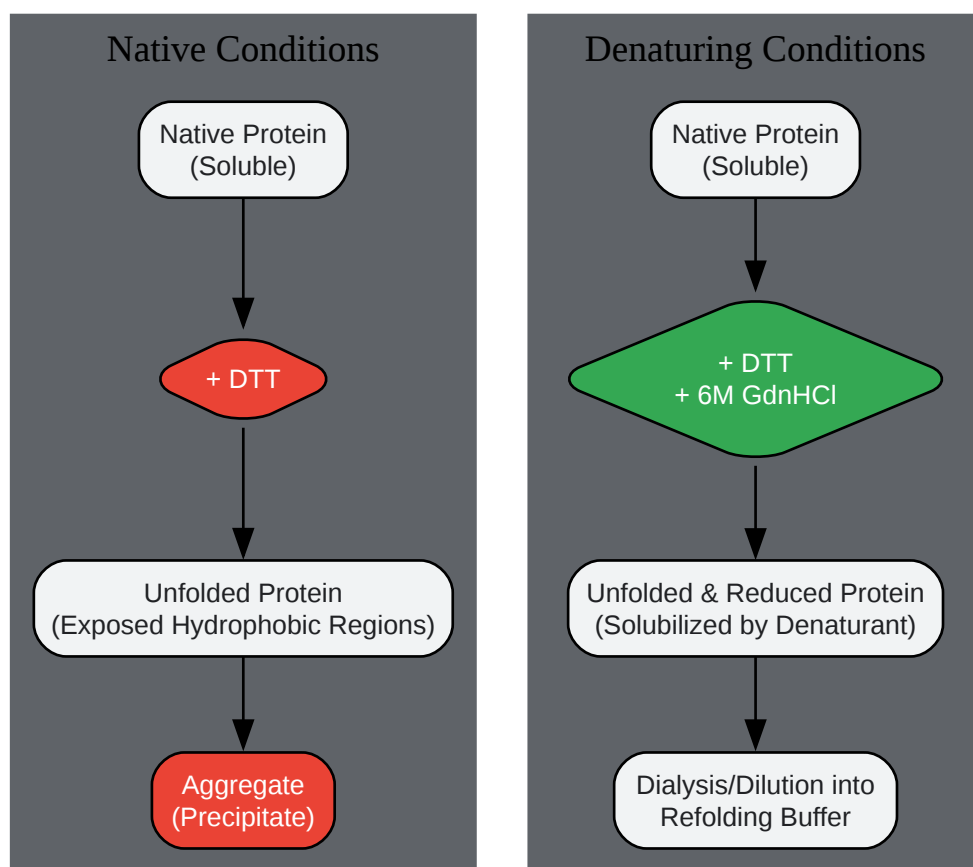 Native Conditions
Native Protein
(Soluble)
+ DTT
Unfolded Protein
(Exposed Hydrophobic Regions)
Aggregate
(Precipitate)
Denaturing Conditions
Native Protein
(Soluble)
+ DTT
+ 6M GdnHCl
Unfolded & Reduced Protein
(Solubilized by Denaturant)
Dialysis/Dilution into
Refolding Buffer